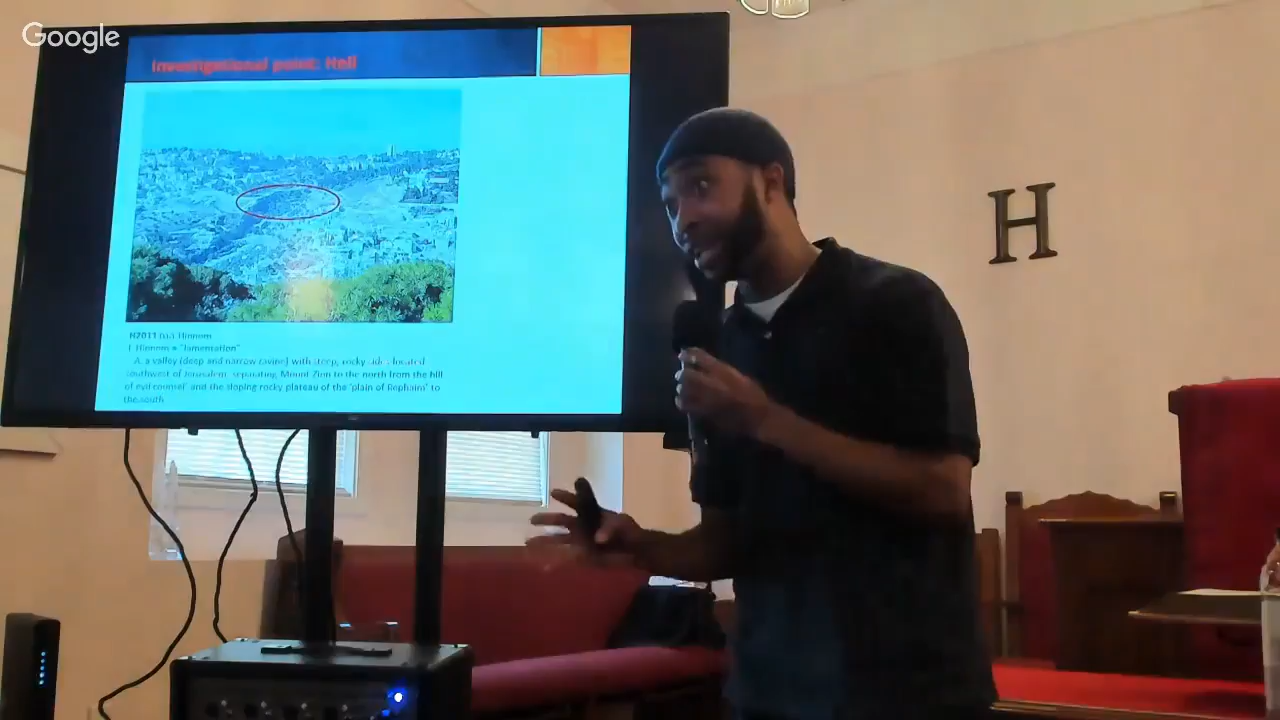 Google
Investigational point: Hell
H
H2011 הנם Hinnom
1 Hinnom = "lamentation"
A. a valley (deep and narrow ravine) with steep, rocky sides located
southwest of Jerusalem, separating Mount Zion to the north from the 'hill
of evil counsel' and the sloping rocky plateau of the 'plain of Rephaim' to
the south